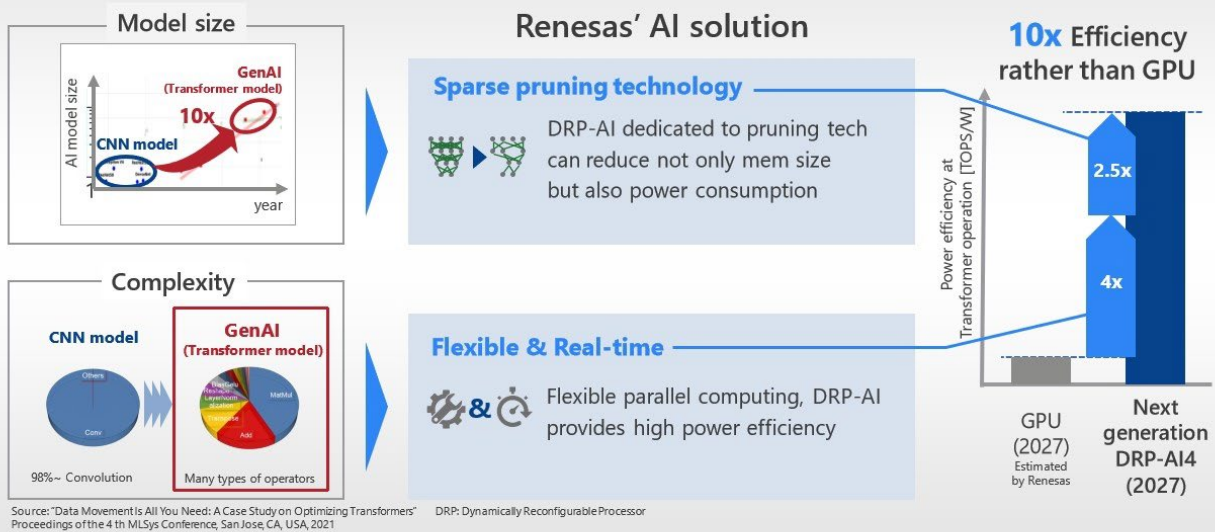 Model size
AI model size
GenAI
(Transformer model)
10x
CNN model
1
year
Complexity
CNN model
Others
Conv
98%~ Convolution
GenAI
(Transformer model)
BiasGelu
Reshape
LayerNorm
alization
Transpose
Add
MatMul
Many types of operators
Renesas’ AI solution
Sparse pruning technology
DRP-AI dedicated to pruning tech
can reduce not only mem size
but also power consumption
Flexible & Real-time
&
Flexible parallel computing, DRP-AI
provides high power efficiency
10x Efficiency
rather than GPU
Power efficiency at
Transformer operation [TOPS/W]
2.5x
4x
GPU
(2027)
Estimated
by Renesas
Next
generation
DRP-AI4
(2027)
Source: “Data Movement Is All You Need: A Case Study on Optimizing Transformers”
Proceedings of the 4 th MLSys Conference, San Jose, CA, USA, 2021
DRP: Dynamically Reconfigurable Processor